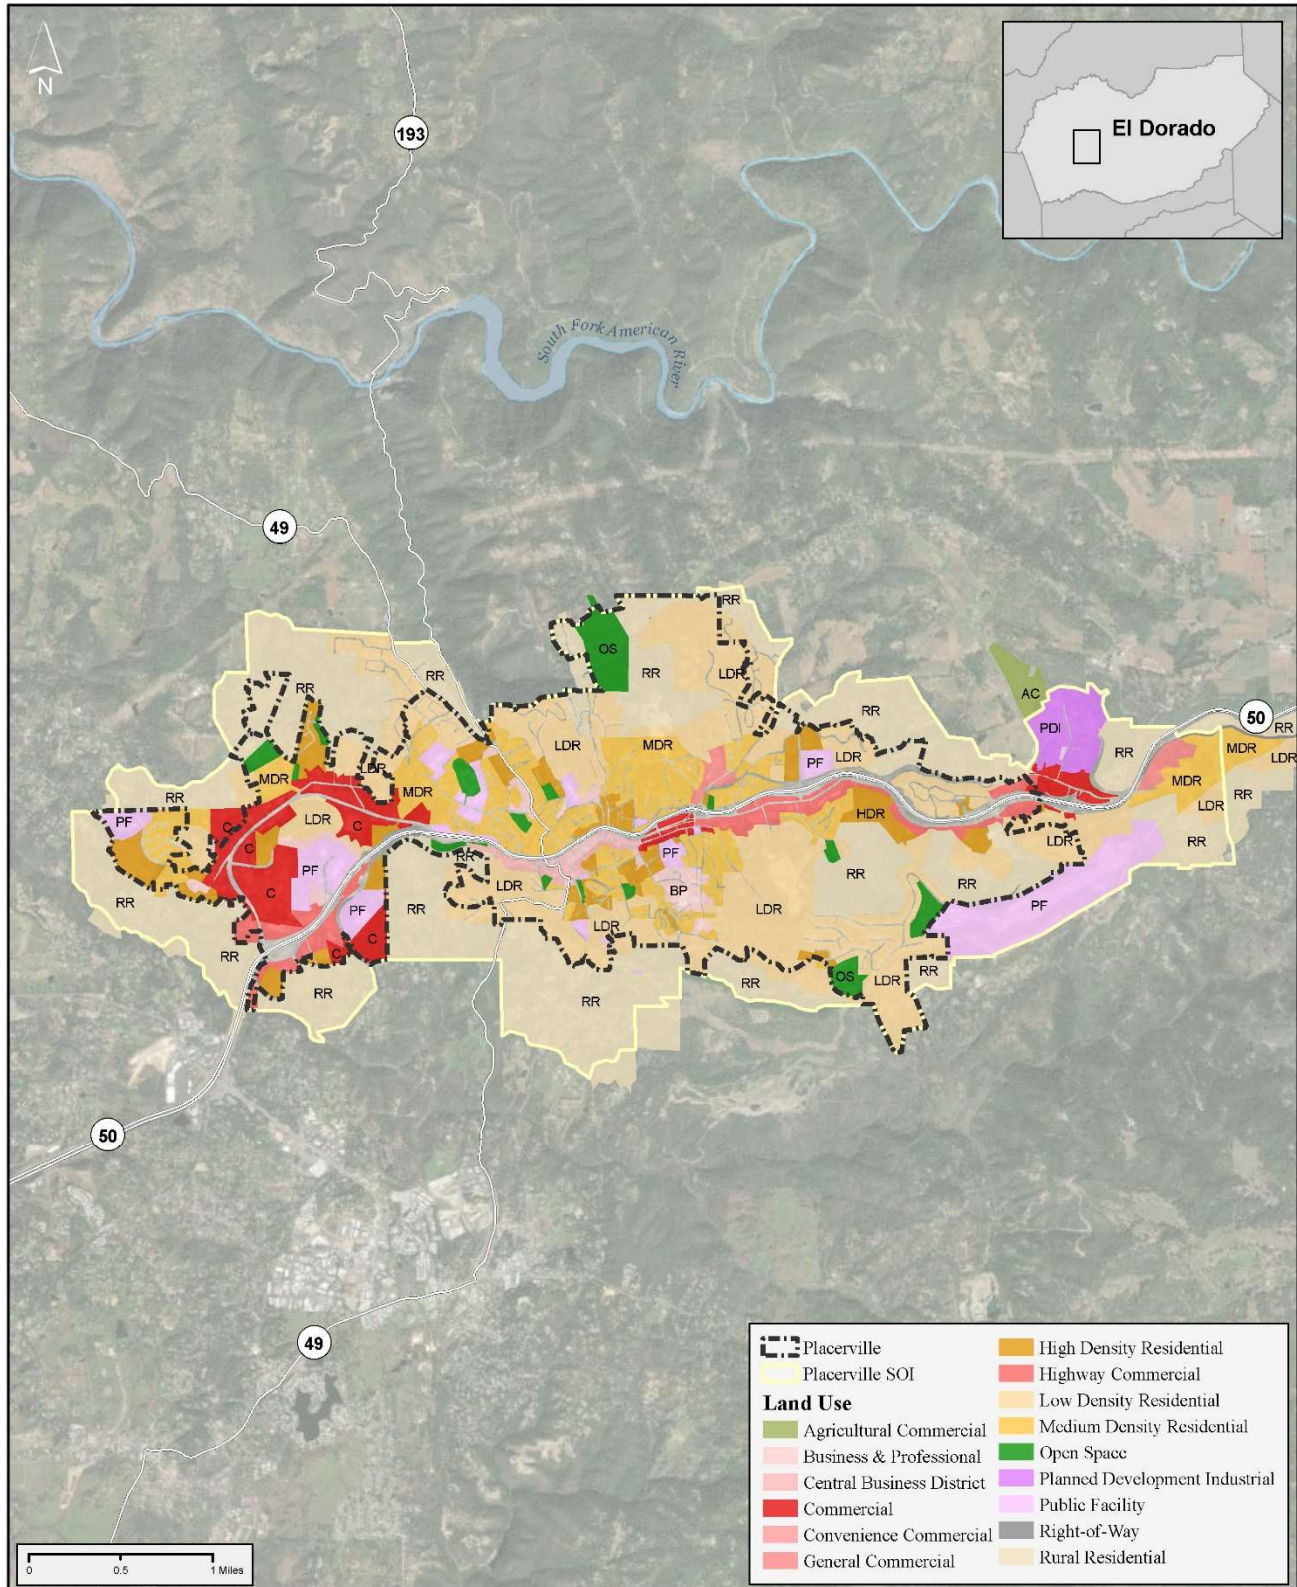 N
193
El Dorado
South Fork American River
49
RR
OS
RR
RR
RR
LDR
AC
RR
LDR
MDR
RR
PDI
RR
50
RR
MDR
LDR
MDR
LDR
MDR
PF
LDR
MDR
LDR
RR
RR
PF
C
C
LDR
C
HDR
LDR
RR
PF
C
PF
RR
LDR
PF
BP
RR
RR
RR
RR
PF
C
LDR
LDR
PF
RR
C
RR
RR
RR
OS
LDR
RR
50
49
Placerville
Placerville SOI
Land Use
Agricultural Commercial
Business & Professional
Central Business District
Commercial
Convenience Commercial
General Commercial
High Density Residential
Highway Commercial
Low Density Residential
Medium Density Residential
Open Space
Planned Development Industrial
Public Facility
Right-of-Way
Rural Residential
0 0.5 1 Miles